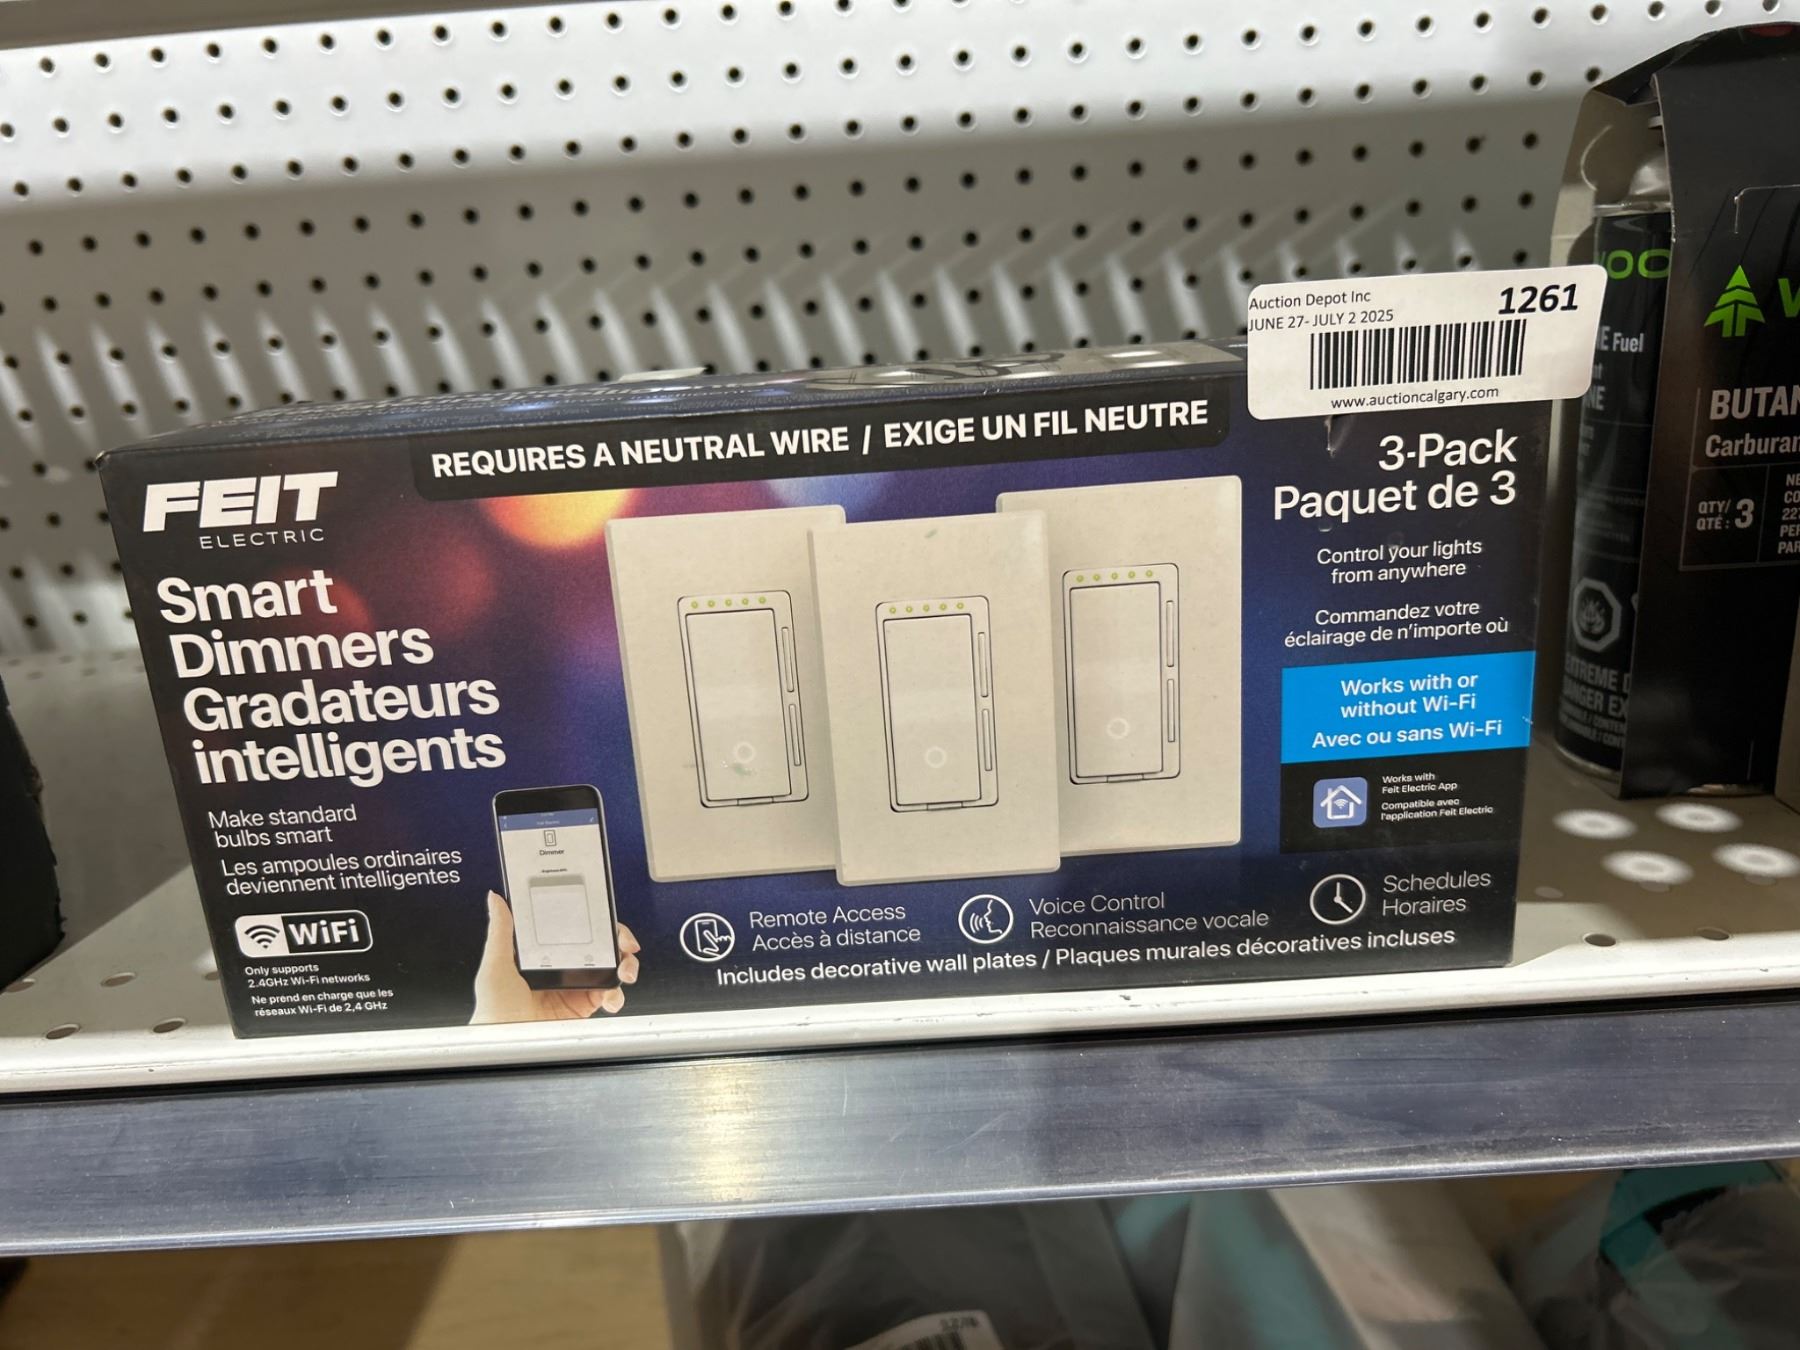 Auction Depot Inc
1261
JUNE 27- JULY 2 2025
www.auctioncalgary.com
REQUIRES A NEUTRAL WIRE / EXIGE UN FIL NEUTRE
FEIT
ELECTRIC
Smart
Dimmers
Gradateurs
intelligents
Make standard
bulbs smart
Les ampoules ordinaires
deviennent intelligentes
WiFi
Only supports
2.4GHz Wi-Fi networks
Ne prend en charge que les
réseaux Wi-Fi de 2,4 GHz
Dimmer
3-Pack
Paquet de 3
Control your lights
from anywhere
Commandez votre
éclairage de n'importe où
Works with or
without Wi-Fi
Avec ou sans Wi-Fi
Works with
Feit Electric App
Compatible avec
l'application Feit Electric
Remote Access
Accès à distance
Voice Control
Reconnaissance vocale
Schedules
Horaires
Includes decorative wall plates / Plaques murales décoratives incluses
Fuel
QTY/
QTÉ : 3